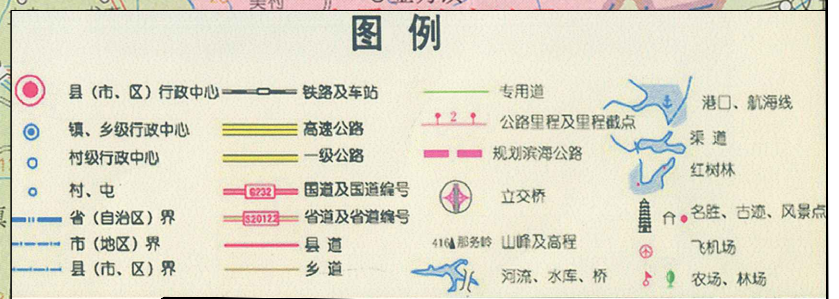 图 例
县（市、区）行政中心
镇、乡级行政中心
村级行政中心
村、屯
省（自治区）界
市（地区）界
县（市、区）界
铁路及车站
高速公路
一级公路
G232 国道及国道编号
S20122 省道及省道编号
县 道
乡 道
专用道
2 公路里程及里程截点
规划滨海公路
立交桥
416 那务岭 山峰及高程
河流、水库、桥
港口、航海线
渠 道
红树林
名胜、古迹、风景点
飞机场
农场、林场